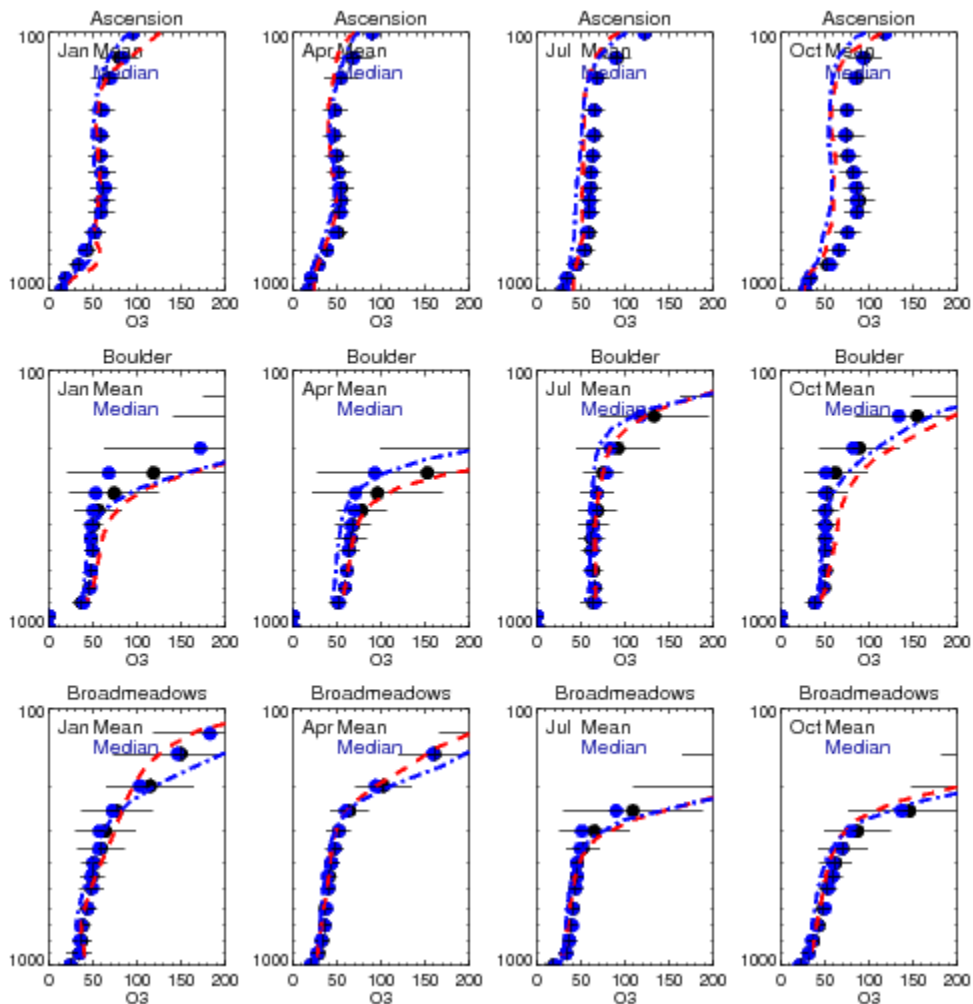 Ascension Ascension Ascension Ascension
100 100 100 100
Jan Mean Apr Mean Jul Mean Oct Mean
Median Median Median Median
1000 1000 1000 1000
0 50 100 150 200 0 50 100 150 200 0 50 100 150 200 0 50 100 150 200
O3 O3 O3 O3
Boulder Boulder Boulder Boulder
100 100 100 100
Jan Mean Apr Mean Jul Mean Oct Mean
Median Median Median Median
1000 1000 1000 1000
0 50 100 150 200 0 50 100 150 200 0 50 100 150 200 0 50 100 150 200
O3 O3 O3 O3
Broadmeadows Broadmeadows Broadmeadows Broadmeadows
100 100 100 100
Jan Mean Apr Mean Jul Mean Oct Mean
Median Median Median Median
1000 1000 1000 1000
0 50 100 150 200 0 50 100 150 200 0 50 100 150 200 0 50 100 150 200
O3 O3 O3 O3